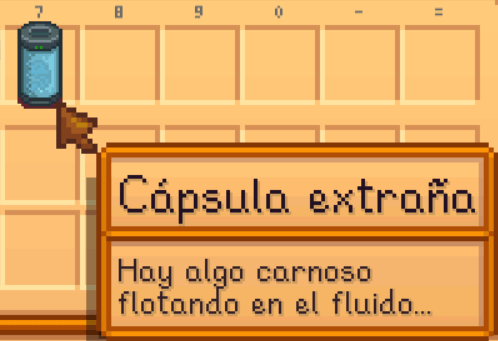 7 8 9 0 - =
Cápsula extraña
Hay algo carnoso
flotando en el fluido...